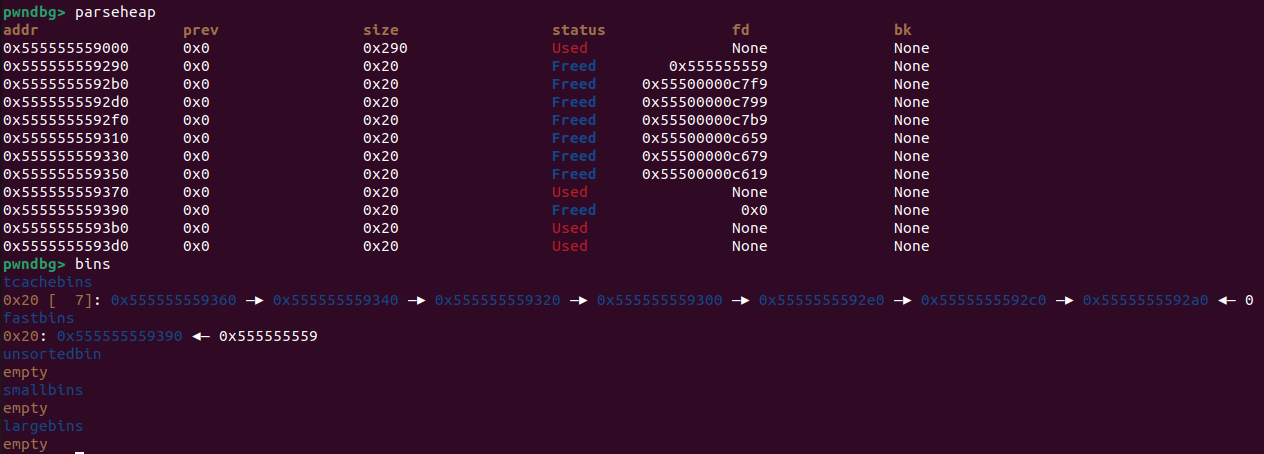 pwndbg> parseheap
addr prev size status fd bk
0x555555559000 0x0 0x290 Used None None
0x555555559290 0x0 0x20 Freed 0x555555559 None
0x5555555592b0 0x0 0x20 Freed 0x55500000c7f9 None
0x5555555592d0 0x0 0x20 Freed 0x55500000c799 None
0x5555555592f0 0x0 0x20 Freed 0x55500000c7b9 None
0x555555559310 0x0 0x20 Freed 0x55500000c659 None
0x555555559330 0x0 0x20 Freed 0x55500000c679 None
0x555555559350 0x0 0x20 Freed 0x55500000c619 None
0x555555559370 0x0 0x20 Used None None
0x555555559390 0x0 0x20 Freed 0x0 None
0x5555555593b0 0x0 0x20 Used None None
0x5555555593d0 0x0 0x20 Used None None
pwndbg> bins
tcachebins
0x20 [  7]: 0x555555559360 —▸ 0x555555559340 —▸ 0x555555559320 —▸ 0x555555559300 —▸ 0x5555555592e0 —▸ 0x5555555592c0 —▸ 0x5555555592a0 ◂— 0
fastbins
0x20: 0x555555559390 ◂— 0x555555559
unsortedbin
empty
smallbins
empty
largebins
empty